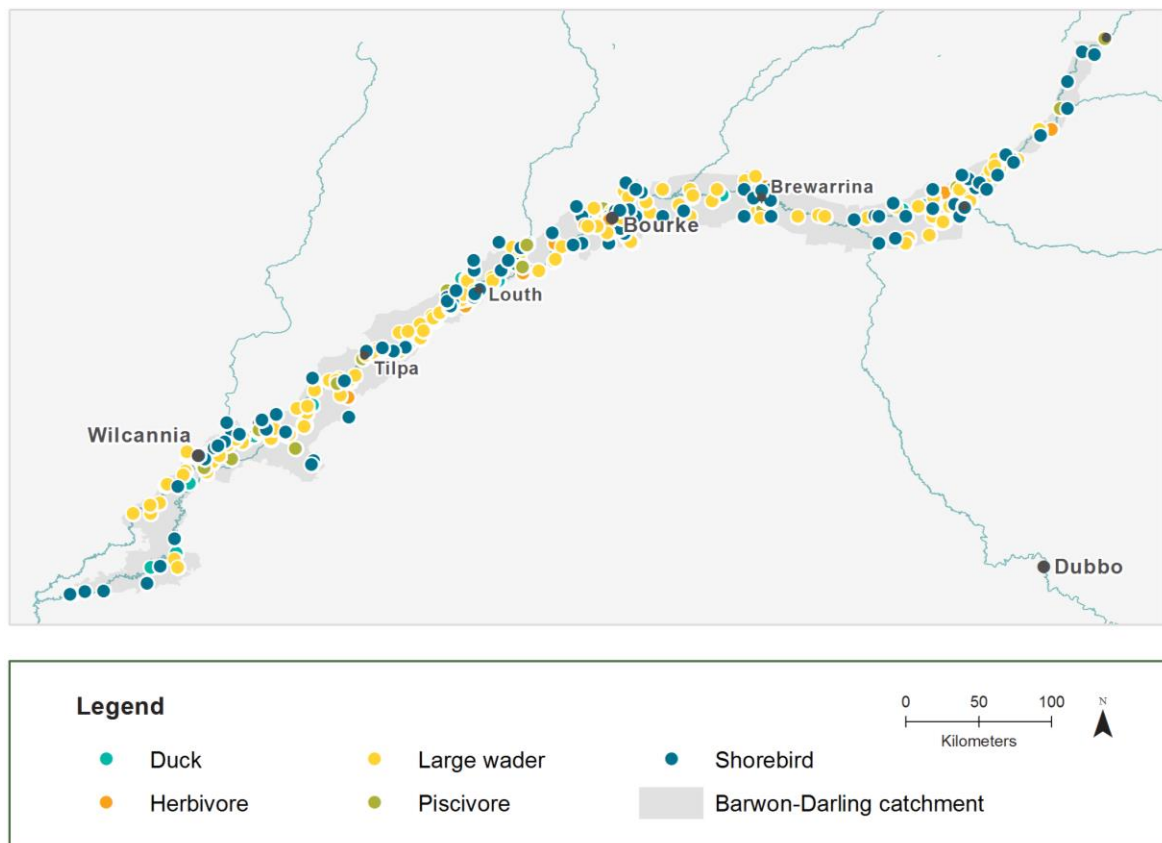 Brewarrina
Bourke
Louth
Tilpa
Wilcannia
Dubbo
Legend
0 50 100
Kilometers
N
Duck
Large wader
Shorebird
Herbivore
Piscivore
Barwon-Darling catchment